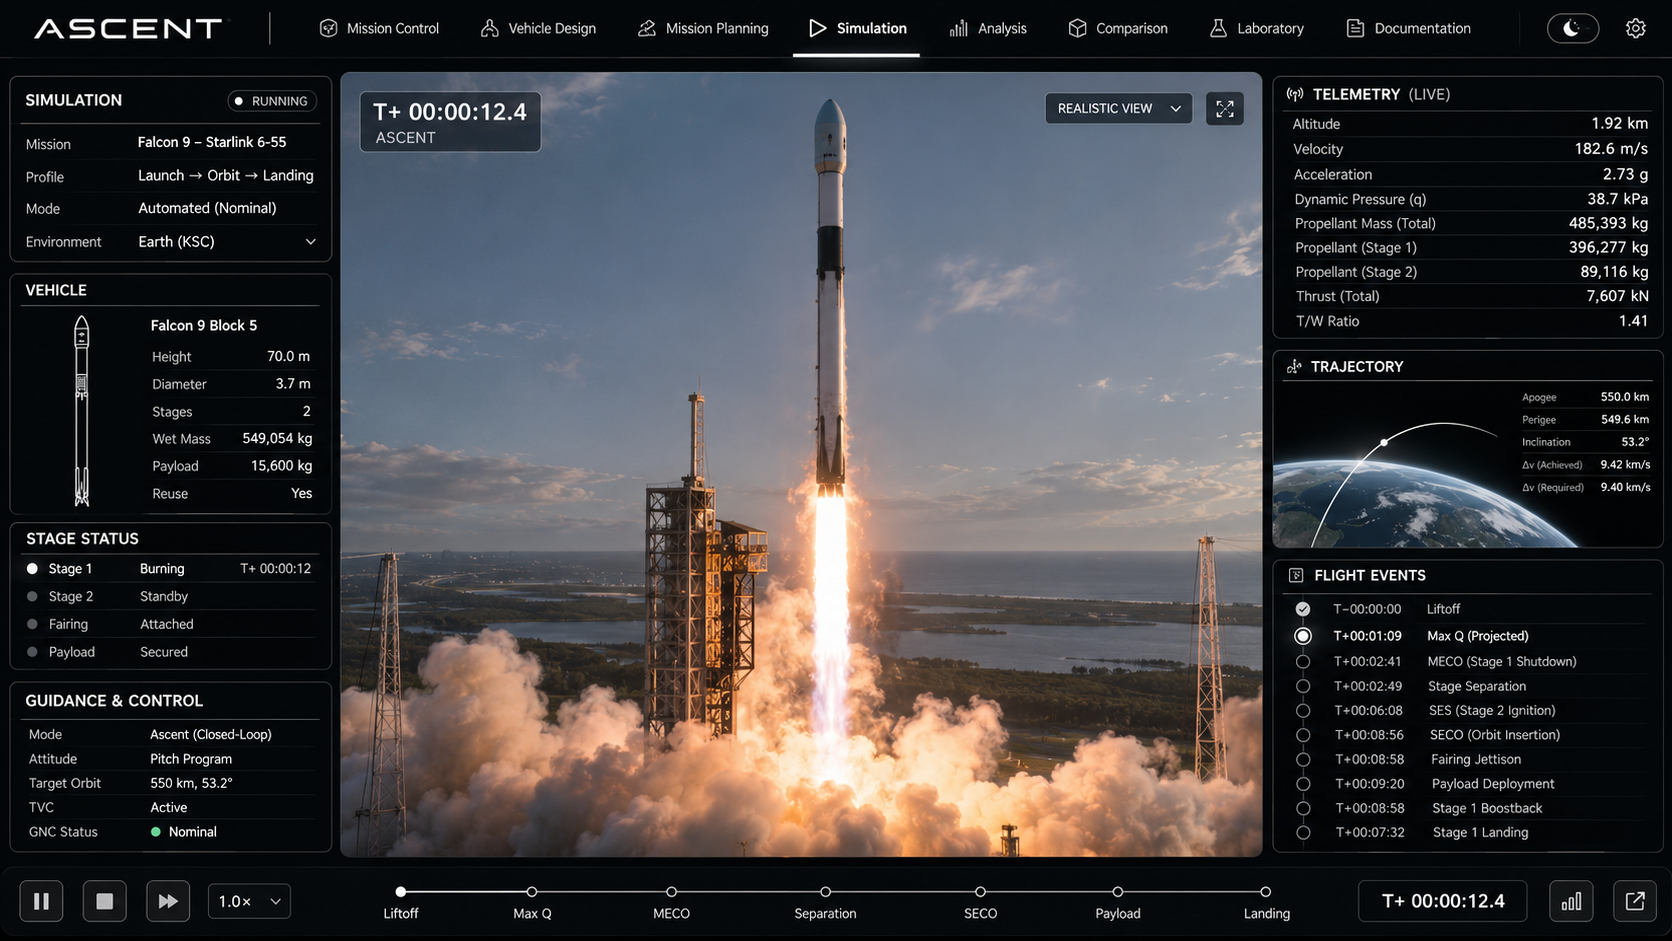 ASCENT
Mission Control
Vehicle Design
Mission Planning
Simulation
Analysis
Comparison
Laboratory
Documentation
SIMULATION
RUNNING
Mission Falcon 9 – Starlink 6-55
Profile Launch → Orbit → Landing
Mode Automated (Nominal)
Environment Earth (KSC)
VEHICLE
Falcon 9 Block 5
Height 70.0 m
Diameter 3.7 m
Stages 2
Wet Mass 549,054 kg
Payload 15,600 kg
Reuse Yes
STAGE STATUS
Stage 1 Burning T+ 00:00:12
Stage 2 Standby
Fairing Attached
Payload Secured
GUIDANCE & CONTROL
Mode Ascent (Closed-Loop)
Attitude Pitch Program
Target Orbit 550 km, 53.2°
TVC Active
GNC Status Nominal
T+ 00:00:12.4
ASCENT
REALISTIC VIEW
TELEMETRY (LIVE)
Altitude 1.92 km
Velocity 182.6 m/s
Acceleration 2.73 g
Dynamic Pressure (q) 38.7 kPa
Propellant Mass (Total) 485,393 kg
Propellant (Stage 1) 396,277 kg
Propellant (Stage 2) 89,116 kg
Thrust (Total) 7,607 kN
T/W Ratio 1.41
TRAJECTORY
Apogee 550.0 km
Perigee 549.6 km
Inclination 53.2°
Δv (Achieved) 9.42 km/s
Δv (Required) 9.40 km/s
FLIGHT EVENTS
T−00:00:00 Liftoff
T+00:01:09 Max Q (Projected)
T+00:02:41 MECO (Stage 1 Shutdown)
T+00:02:49 Stage Separation
T+00:06:08 SES (Stage 2 Ignition)
T+00:08:56 SECO (Orbit Insertion)
T+00:08:58 Fairing Jettison
T+00:09:20 Payload Deployment
T+00:08:58 Stage 1 Boostback
T+00:07:32 Stage 1 Landing
1.0×
Liftoff
Max Q
MECO
Separation
SECO
Payload
Landing
T+ 00:00:12.4